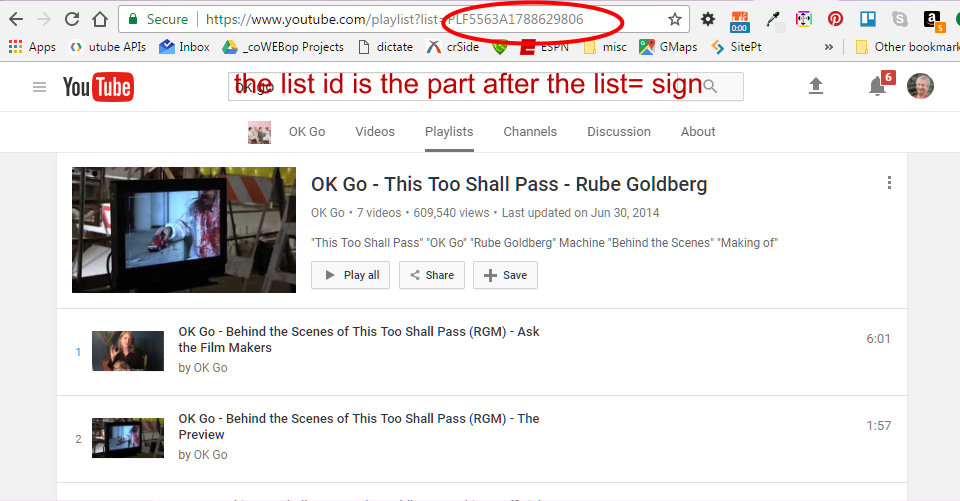 Secure https://www.youtube.com/playlist?list=PLF5563A1788629806
0:00
5
Apps utube APIs Inbox _coWEBop Projects dictate crSide ESPN misc GMaps SitePt » Other bookmark
the list id is the part after the list= sign
YouTube
ok go
6
OK Go Videos Playlists Channels Discussion About
OK Go - This Too Shall Pass - Rube Goldberg
OK Go • 7 videos • 609,540 views • Last updated on Jun 30, 2014
"This Too Shall Pass" "OK Go" "Rube Goldberg" Machine "Behind the Scenes" "Making of"
Play all Share Save
1
OK Go - Behind the Scenes of This Too Shall Pass (RGM) - Ask
the Film Makers
by OK Go
6:01
2
OK Go - Behind the Scenes of This Too Shall Pass (RGM) - The
Preview
by OK Go
1:57